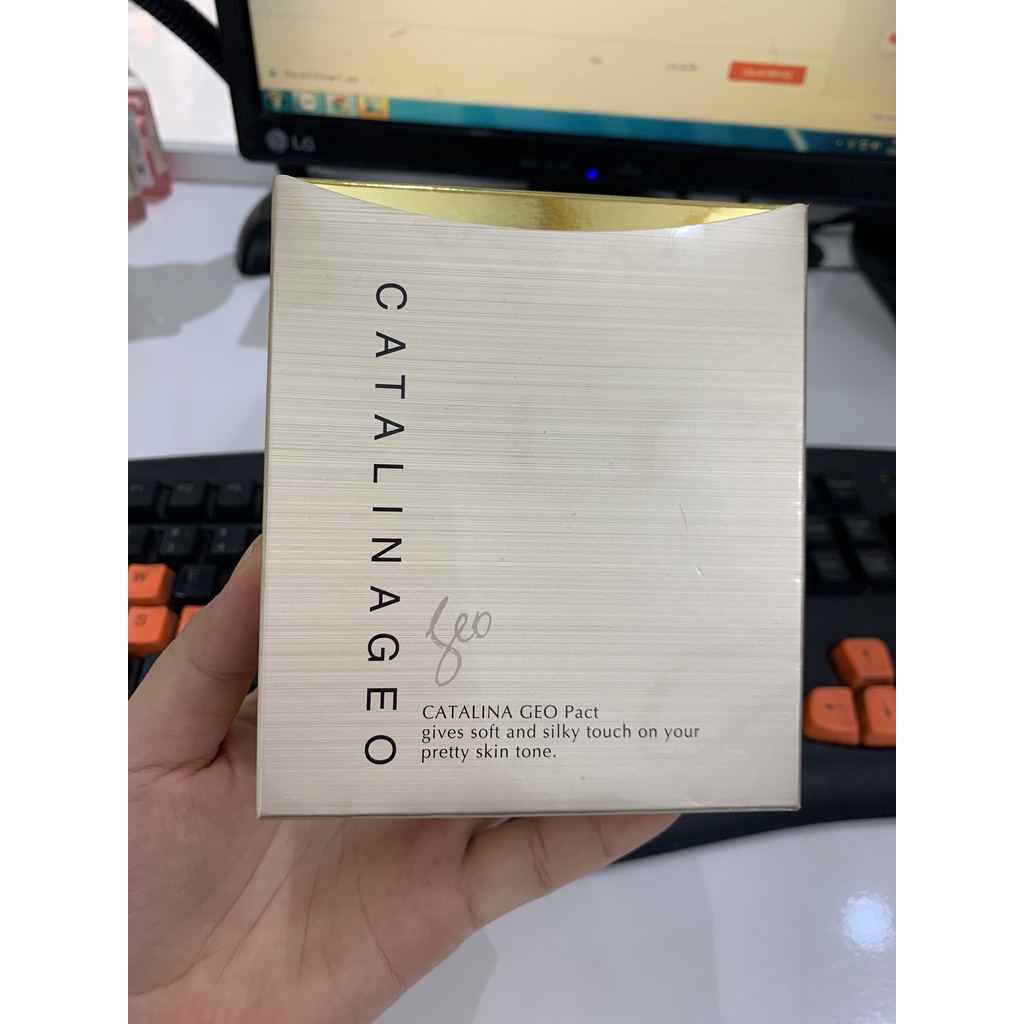 LG
CATALINAGEO
geo
CATALINA GEO Pact
gives soft and silky touch on your
pretty skin tone.
W
E
S